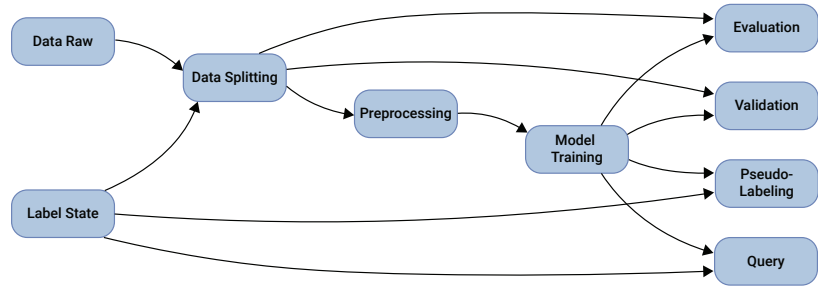 Data Raw
Data Splitting
Preprocessing
Model
Training
Label State
Evaluation
Validation
Pseudo-
Labeling
Query